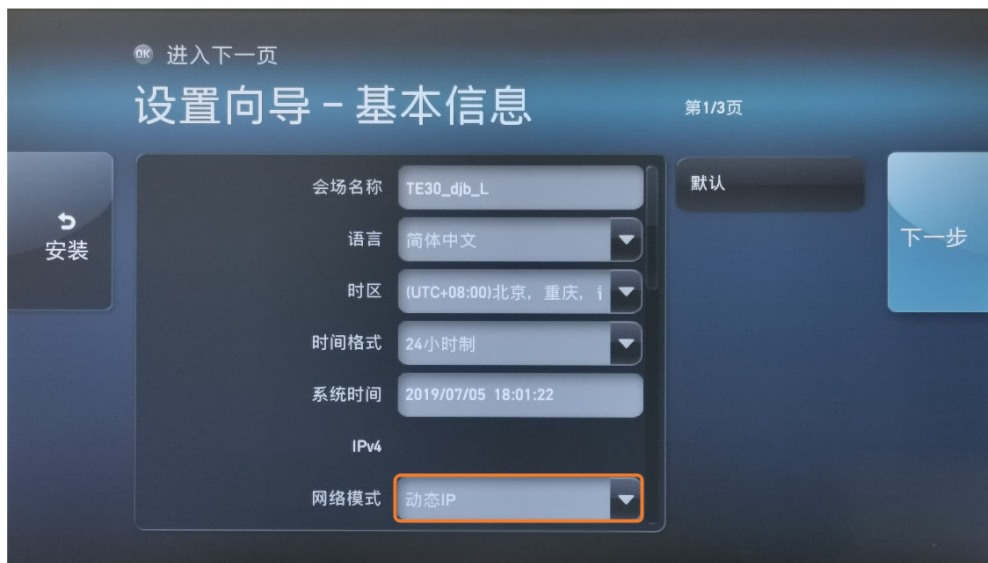 OK 进入下一页
设置向导 - 基本信息
第1/3页
安装
会场名称 TE30_djb_L
默认
下一步
语言 简体中文
时区 (UTC+08:00)北京, 重庆,
时间格式 24小时制
系统时间 2019/07/05 18:01:22
IPv4
网络模式 动态IP